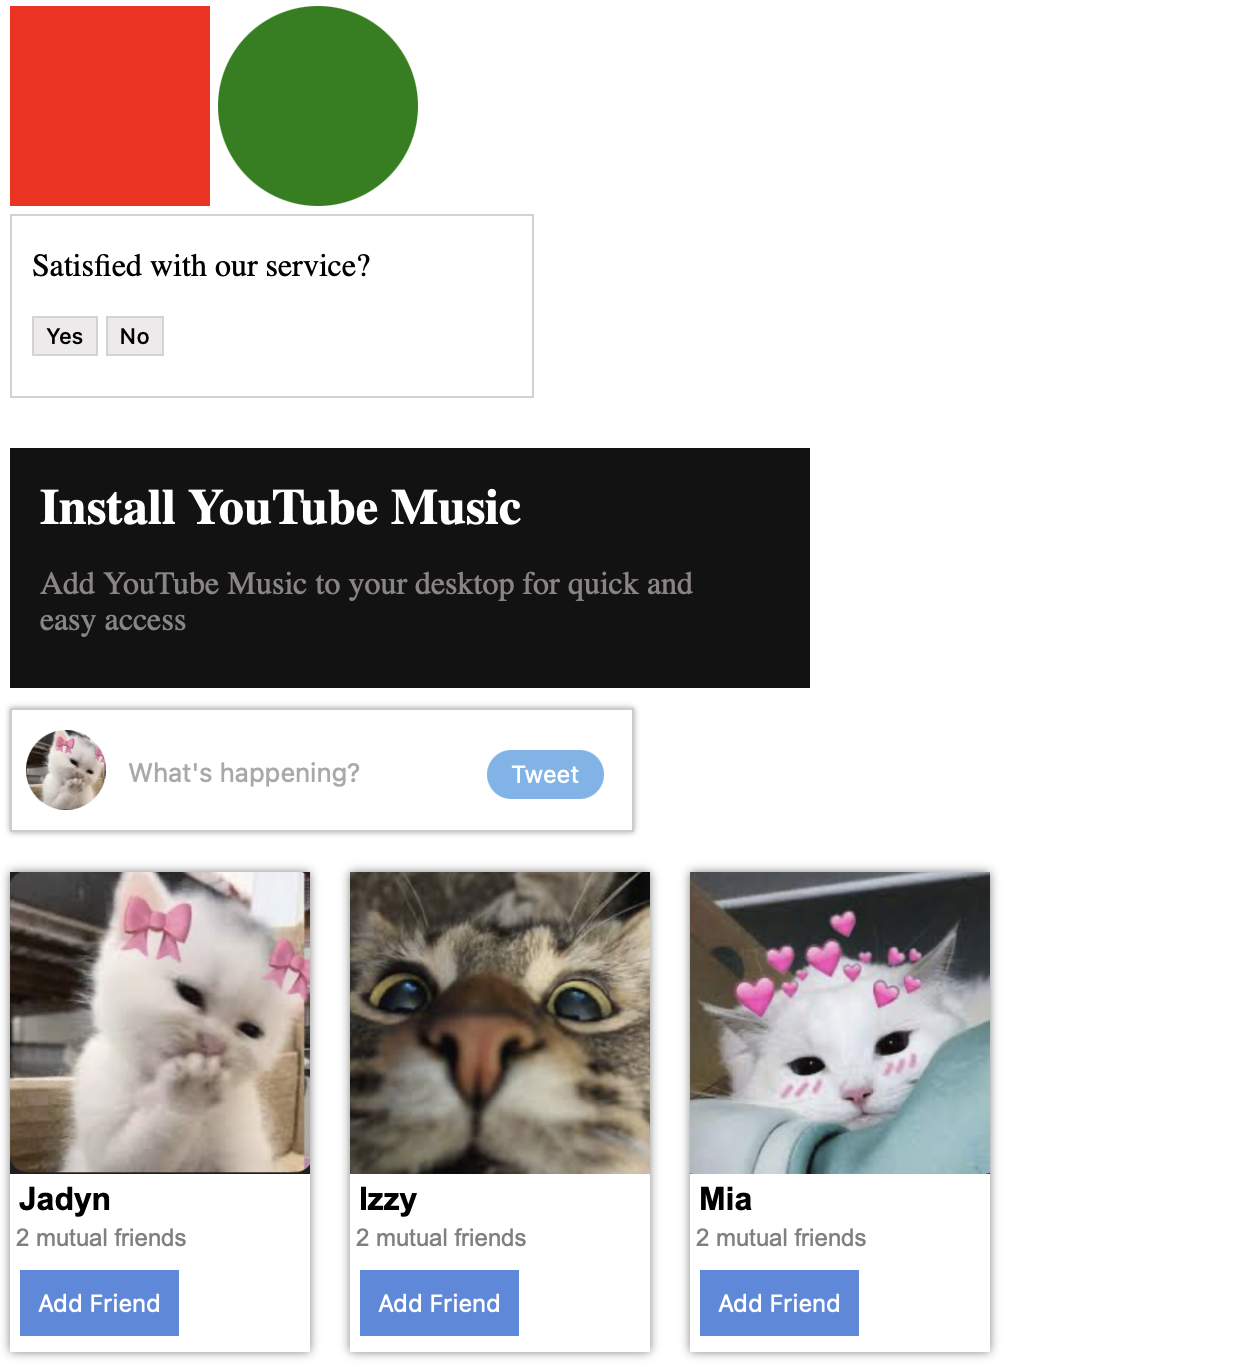 Satisfied with our service?
Yes No
Install YouTube Music
Add YouTube Music to your desktop for quick and
easy access
What's happening? Tweet
Jadyn
2 mutual friends
Add Friend
Izzy
2 mutual friends
Add Friend
Mia
2 mutual friends
Add Friend